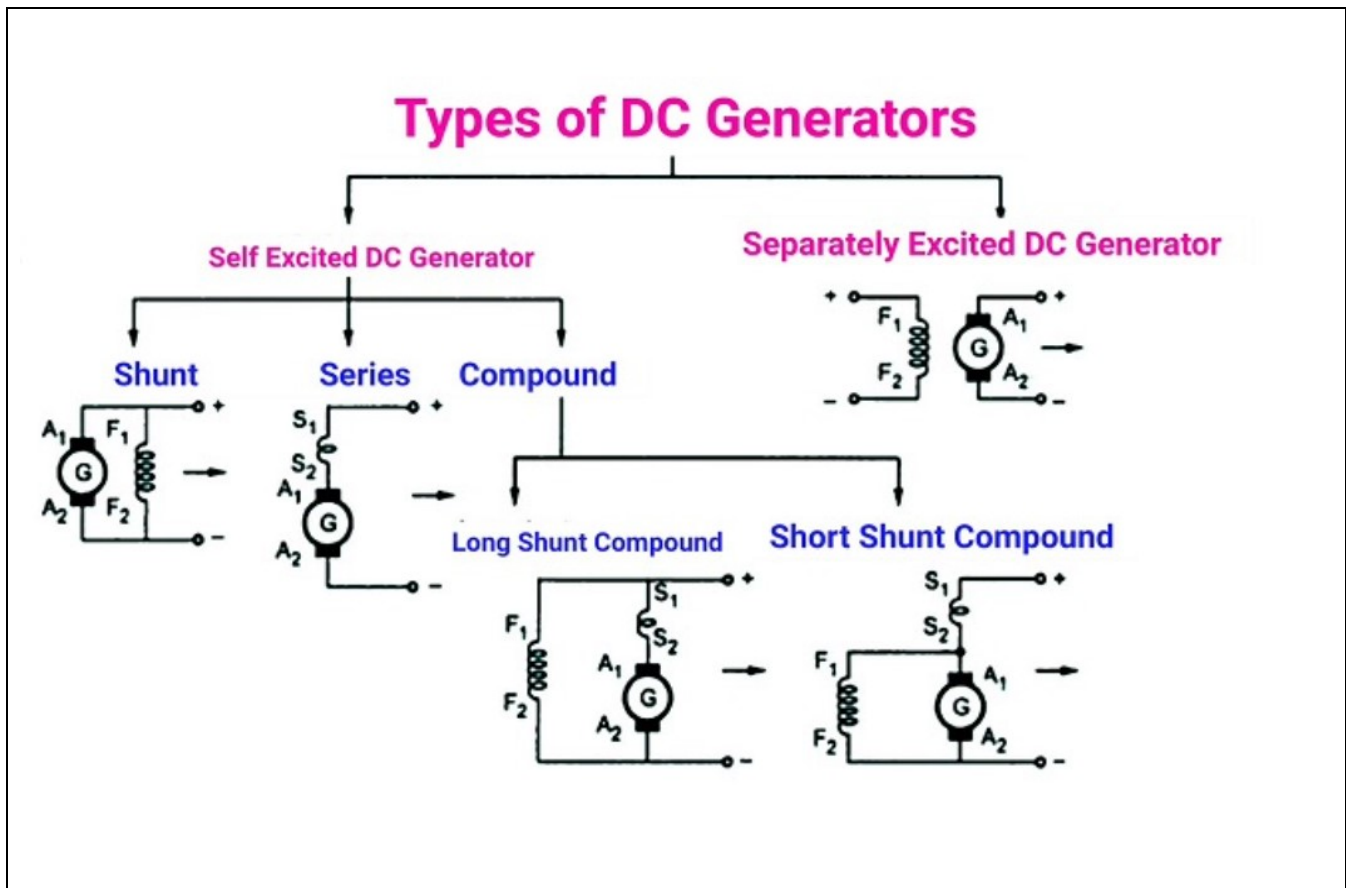 Types of DC Generators
Self Excited DC Generator
Separately Excited DC Generator
+
F₁
F₂
−
A₁
G
A₂
+
−
Shunt
Series
Compound
A₁
G
A₂
F₁
F₂
+
−
S₁
S₂
A₁
G
A₂
+
−
Long Shunt Compound
Short Shunt Compound
F₁
F₂
S₁
S₂
A₁
G
A₂
+
−
S₁
S₂
F₁
F₂
A₁
G
A₂
+
−